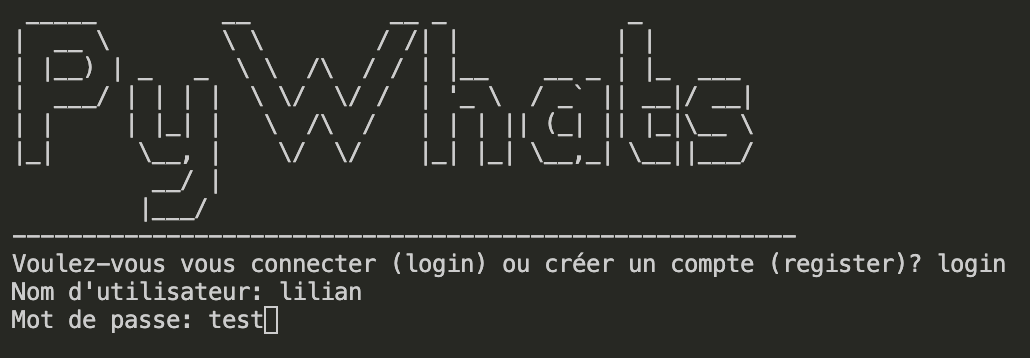 PyWhats
Voulez-vous vous connecter (login) ou créer un compte (register)? login
Nom d'utilisateur: lilian
Mot de passe: test